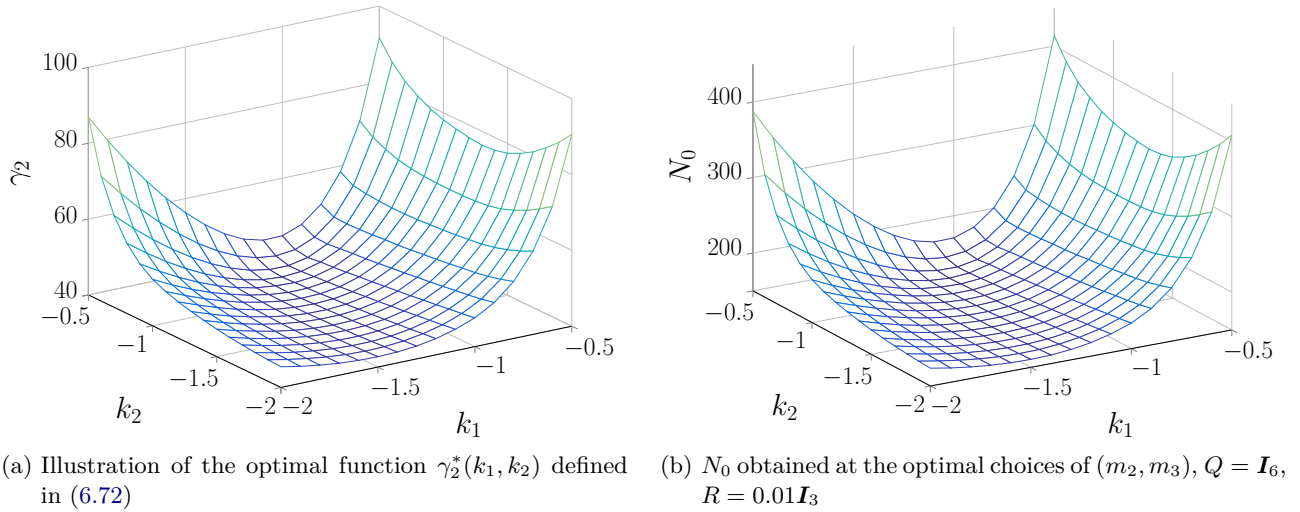 100
80
60
40
γ₂
−0.5
−1
−1.5
−2
k₂
−2
−1.5
−1
−0.5
k₁
400
300
200
N₀
−0.5
−1
−1.5
−2
k₂
−2
−1.5
−1
−0.5
k₁
(a) Illustration of the optimal function γ₂*(k₁, k₂) defined
in (6.72)
(b) N₀ obtained at the optimal choices of (m₂, m₃), Q = I₆,
R = 0.01I₃